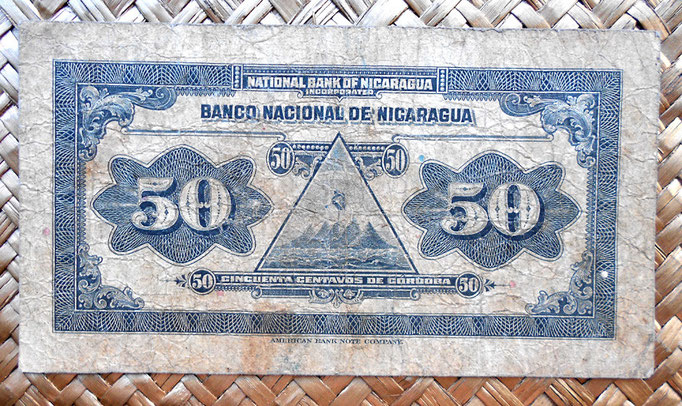 NATIONAL BANK OF NICARAGUA
INCORPORATED
BANCO NACIONAL DE NICARAGUA
50 50
50 50
50 CINCUENTA CENTAVOS DE CÓRDOBA 50
AMERICAN BANK NOTE COMPANY.